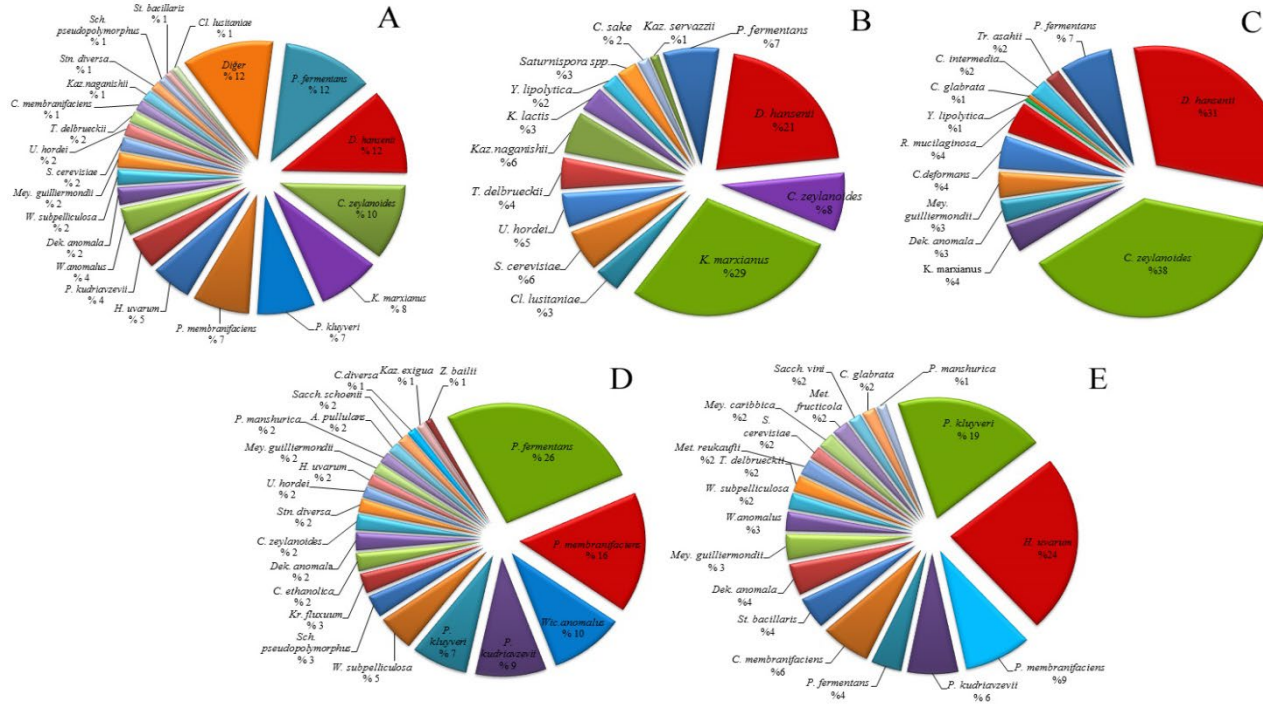 A
St. bacillaris
% 1
Sch.
pseudopolymorphus
% 1
Cl. lusitaniae
% 1
Stn. diversa
% 1
Kaz.naganishii
% 1
C. membranifaciens
% 1
T. delbrueckii
% 2
U. hordei
% 2
S. cerevisiae
% 2
Mey. guilliermondii
% 2
W. subpelliculosa
% 2
Dek. anomala
% 2
W.anomalus
% 4
P. kudriavzevii
% 4
H. uvarum
% 5
P. membranifaciens
% 7
P. kluyveri
% 7
K. marxianus
% 8
C. zeylanoides
% 10
D. hansenii
% 12
P. fermentans
% 12
Diğer
% 12
B
C. sake
% 2
Kaz. servazzii
%1
P. fermentans
%7
Saturnispora spp.
%3
Y. lipolytica
%2
K. lactis
%3
Kaz.naganishii
%6
T. delbrueckii
%4
U. hordei
%5
S. cerevisiae
%6
Cl. lusitaniae
%3
K. marxianus
%29
C. zeylanoides
%8
D. hansenii
%21
C
P. fermentans
% 7
Tr. asahii
%2
C. intermedia
%2
C. glabrata
%1
Y. lipolytica
%1
R. mucilaginosa
%4
C.deformans
%4
Mey.
guilliermondii
%3
Dek. anomala
%3
K. marxianus
%4
C. zeylanoides
%38
D. hansenii
%31
D
Kaz. exigua
% 1
Z. bailii
% 1
C.diversa
% 1
Sacch. schoenii
% 2
A. pullulans
% 2
P. manshurica
% 2
Mey. guilliermondii
% 2
H. uvarum
% 2
U. hordei
% 2
Stn. diversa
% 2
C. zeylanoides
% 2
Dek. anomala
% 2
C. ethanolica
% 2
Kr. fluxuum
% 3
Sch.
pseudopolymorphus
% 3
W. subpelliculosa
% 5
P.
kluyveri
% 7
P.
kudriavzevii
% 9
Wic.anomalus
% 10
P. membranifaciens
% 16
P. fermentans
% 26
E
Sacch. vini
%2
C. glabrata
%2
P. manshurica
%1
Met.
fructicola
%2
Mey. caribbica
%2
S.
cerevisiae
%2
Met. reukaufii
%2
T. delbrueckii
%2
W. subpelliculosa
%2
W.anomalus
%3
Mey. guilliermondii
% 3
Dek. anomala
%4
St. bacillaris
%4
C. membranifaciens
%6
P. fermentans
%4
P. kudriavzevii
% 6
P. membranifaciens
%9
H. uvarum
%24
P. kluyveri
% 19